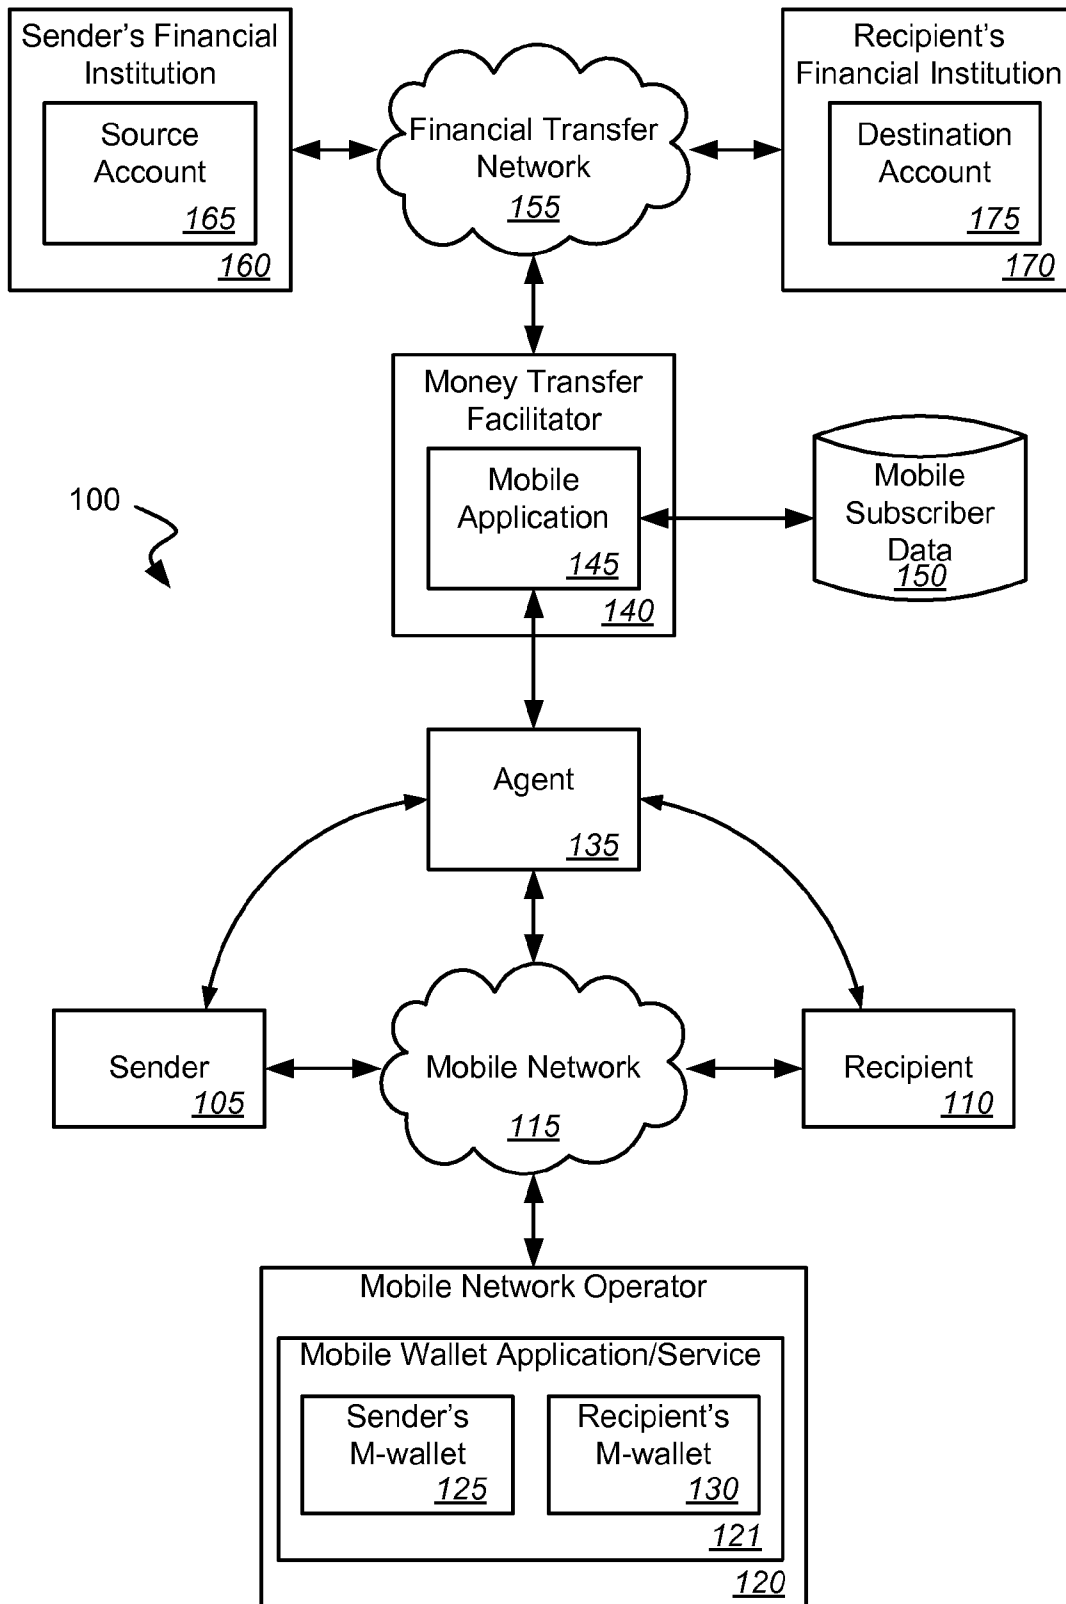 Sender's Financial
Institution
Source
Account
165
160
Financial Transfer
Network
155
Recipient's
Financial Institution
Destination
Account
175
170
Money Transfer
Facilitator
Mobile
Application
145
140
Mobile
Subscriber
Data
150
100
Agent
135
Sender
105
Mobile Network
115
Recipient
110
Mobile Network Operator
Mobile Wallet Application/Service
Sender's
M-wallet
125
Recipient's
M-wallet
130
121
120